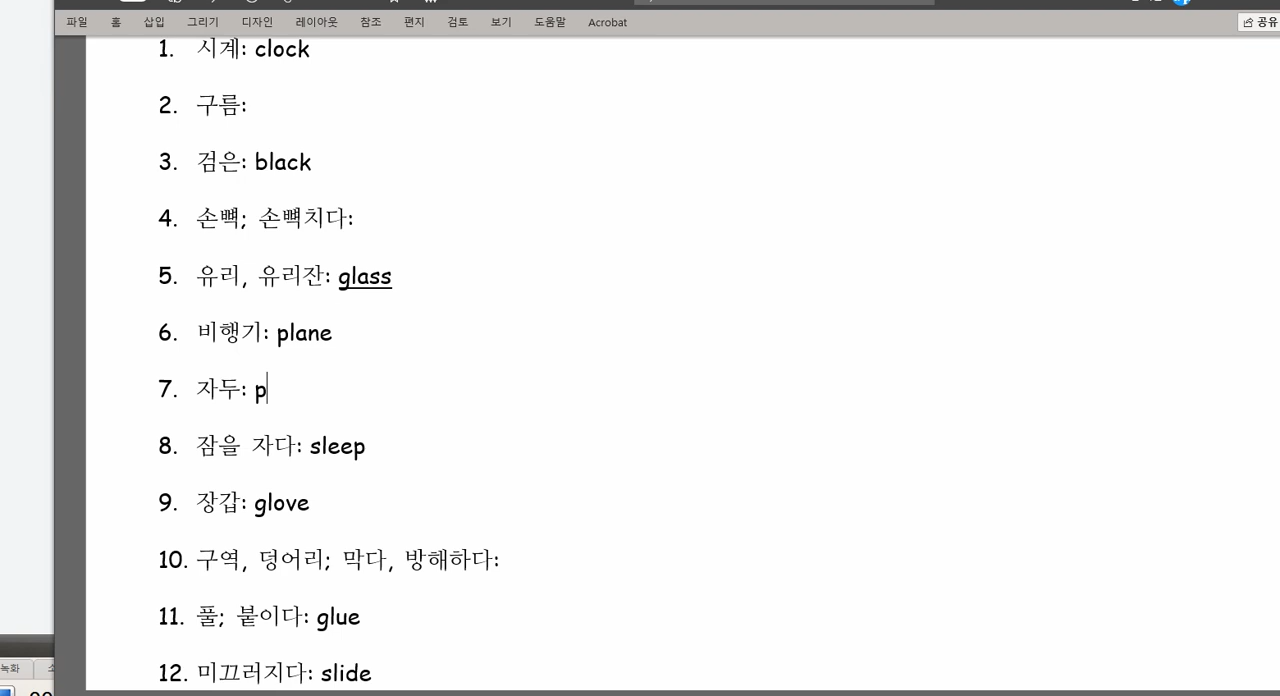 파일 홈 삽입 그리기 디자인 레이아웃 참조 편지 검토 보기 도움말 Acrobat 공유
1. 시계: clock
2. 구름:
3. 검은: black
4. 손뼉; 손뼉치다:
5. 유리, 유리잔: glass
6. 비행기: plane
7. 자두: p
8. 잠을 자다: sleep
9. 장갑: glove
10. 구역, 덩어리; 막다, 방해하다:
11. 풀; 붙이다: glue
12. 미끄러지다: slide
녹화